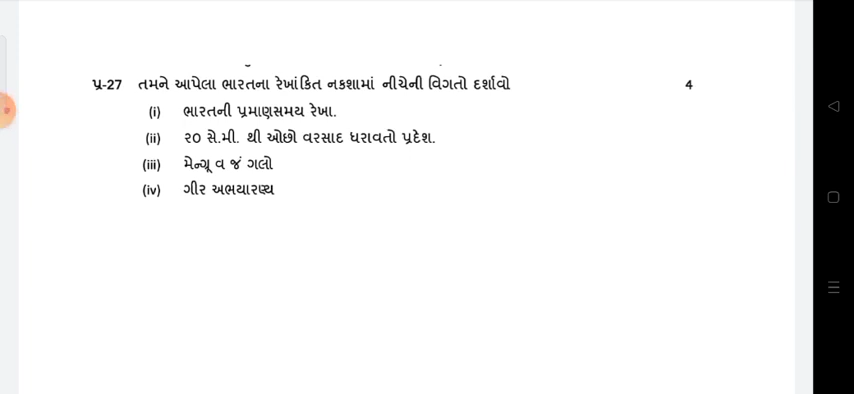 પ્ર-27 તમને આપેલા ભારતના રેખાંકિત નકશામાં નીચેની વિગતો દર્શાવો 4
(i) ભારતની પ્રમાણસમય રેખા.
(ii) ૨૦ સે.મી. થી ઓછો વરસાદ ધરાવતો પ્રદેશ.
(iii) મેન્ગ્રૂ વ જં ગલો
(iv) ગીર અભયારણ્ય